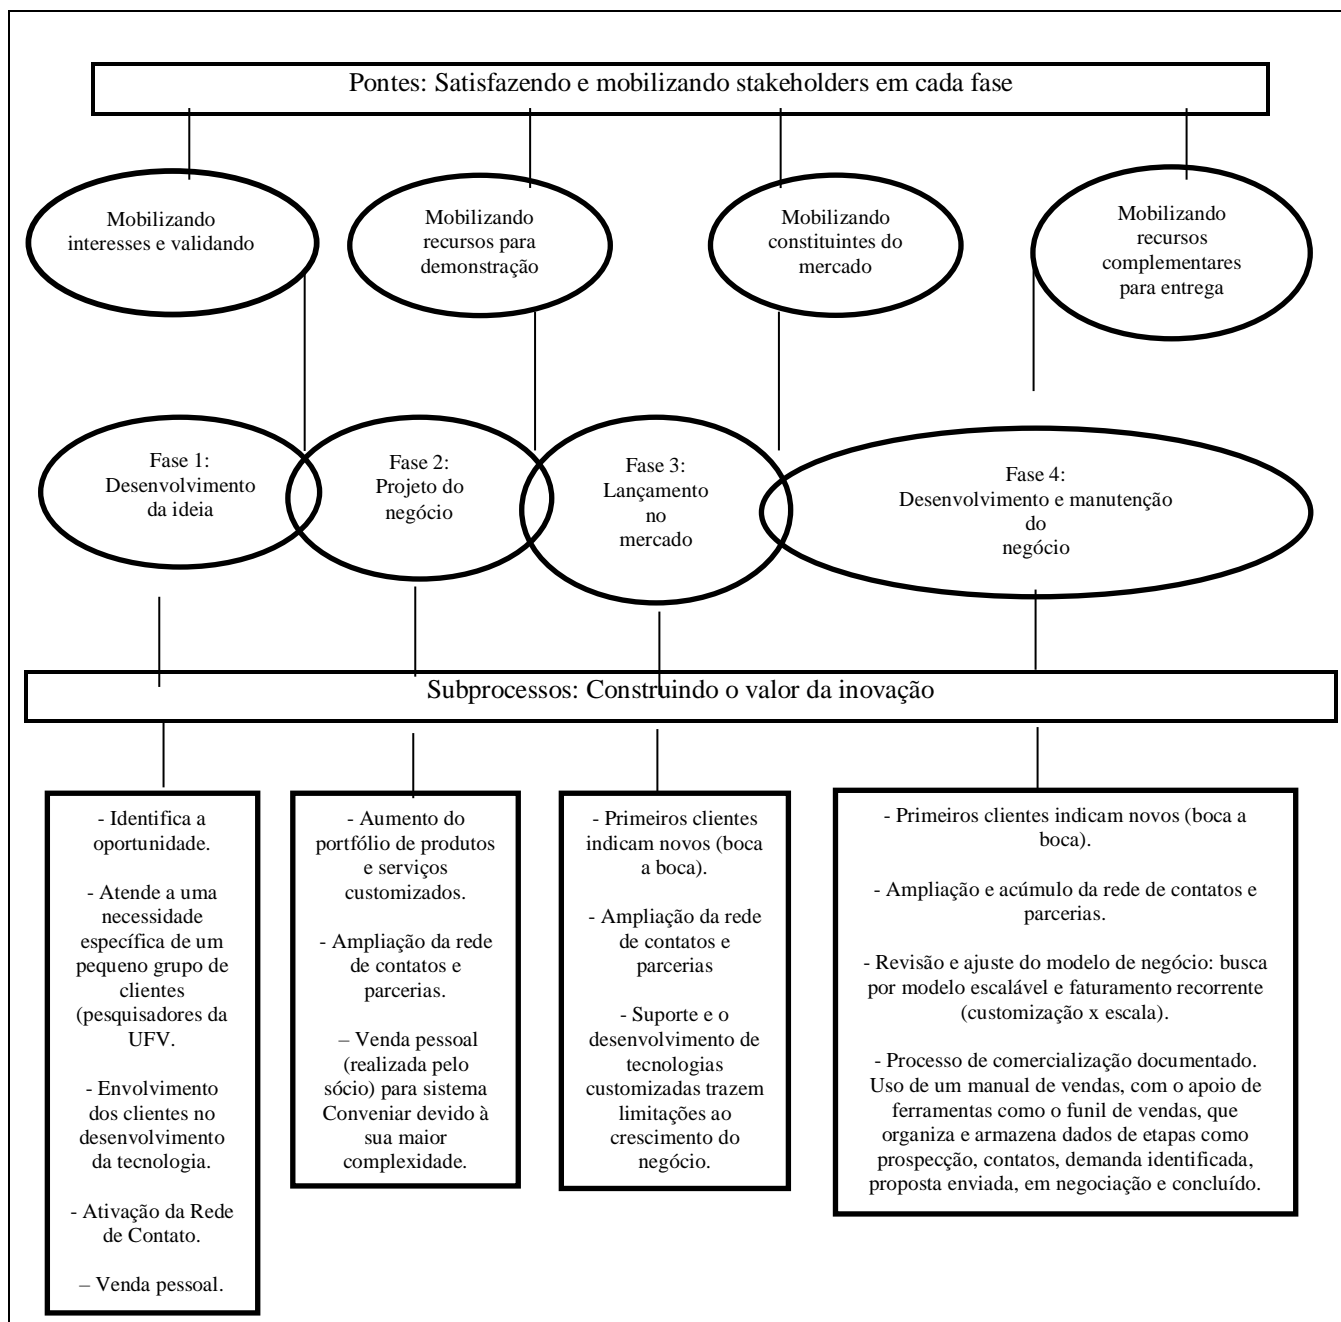 Pontes: Satisfazendo e mobilizando stakeholders em cada fase
Mobilizando
interesses e validando
Mobilizando
recursos para
demonstração
Mobilizando
constituintes do
mercado
Mobilizando
recursos
complementares
para entrega
Fase 1:
Desenvolvimento
da ideia
Fase 2:
Projeto do
negócio
Fase 3:
Lançamento
no
mercado
Fase 4:
Desenvolvimento e manutenção
do
negócio
Subprocessos: Construindo o valor da inovação
- Identifica a
oportunidade.
- Atende a uma
necessidade
específica de um
pequeno grupo de
clientes
(pesquisadores da
UFV.
- Envolvimento
dos clientes no
desenvolvimento
da tecnologia.
- Ativação da Rede
de Contato.
– Venda pessoal.
- Aumento do
portfólio de produtos
e serviços
customizados.
- Ampliação da rede
de contatos e
parcerias.
– Venda pessoal
(realizada pelo
sócio) para sistema
Conveniar devido à
sua maior
complexidade.
- Primeiros clientes
indicam novos (boca
a boca).
- Ampliação da rede
de contatos e
parcerias
- Suporte e o
desenvolvimento de
tecnologias
customizadas trazem
limitações ao
crescimento do
negócio.
- Primeiros clientes indicam novos (boca a
boca).
- Ampliação e acúmulo da rede de contatos e
parcerias.
- Revisão e ajuste do modelo de negócio: busca
por modelo escalável e faturamento recorrente
(customização x escala).
- Processo de comercialização documentado.
Uso de um manual de vendas, com o apoio de
ferramentas como o funil de vendas, que
organiza e armazena dados de etapas como
prospecção, contatos, demanda identificada,
proposta enviada, em negociação e concluído.